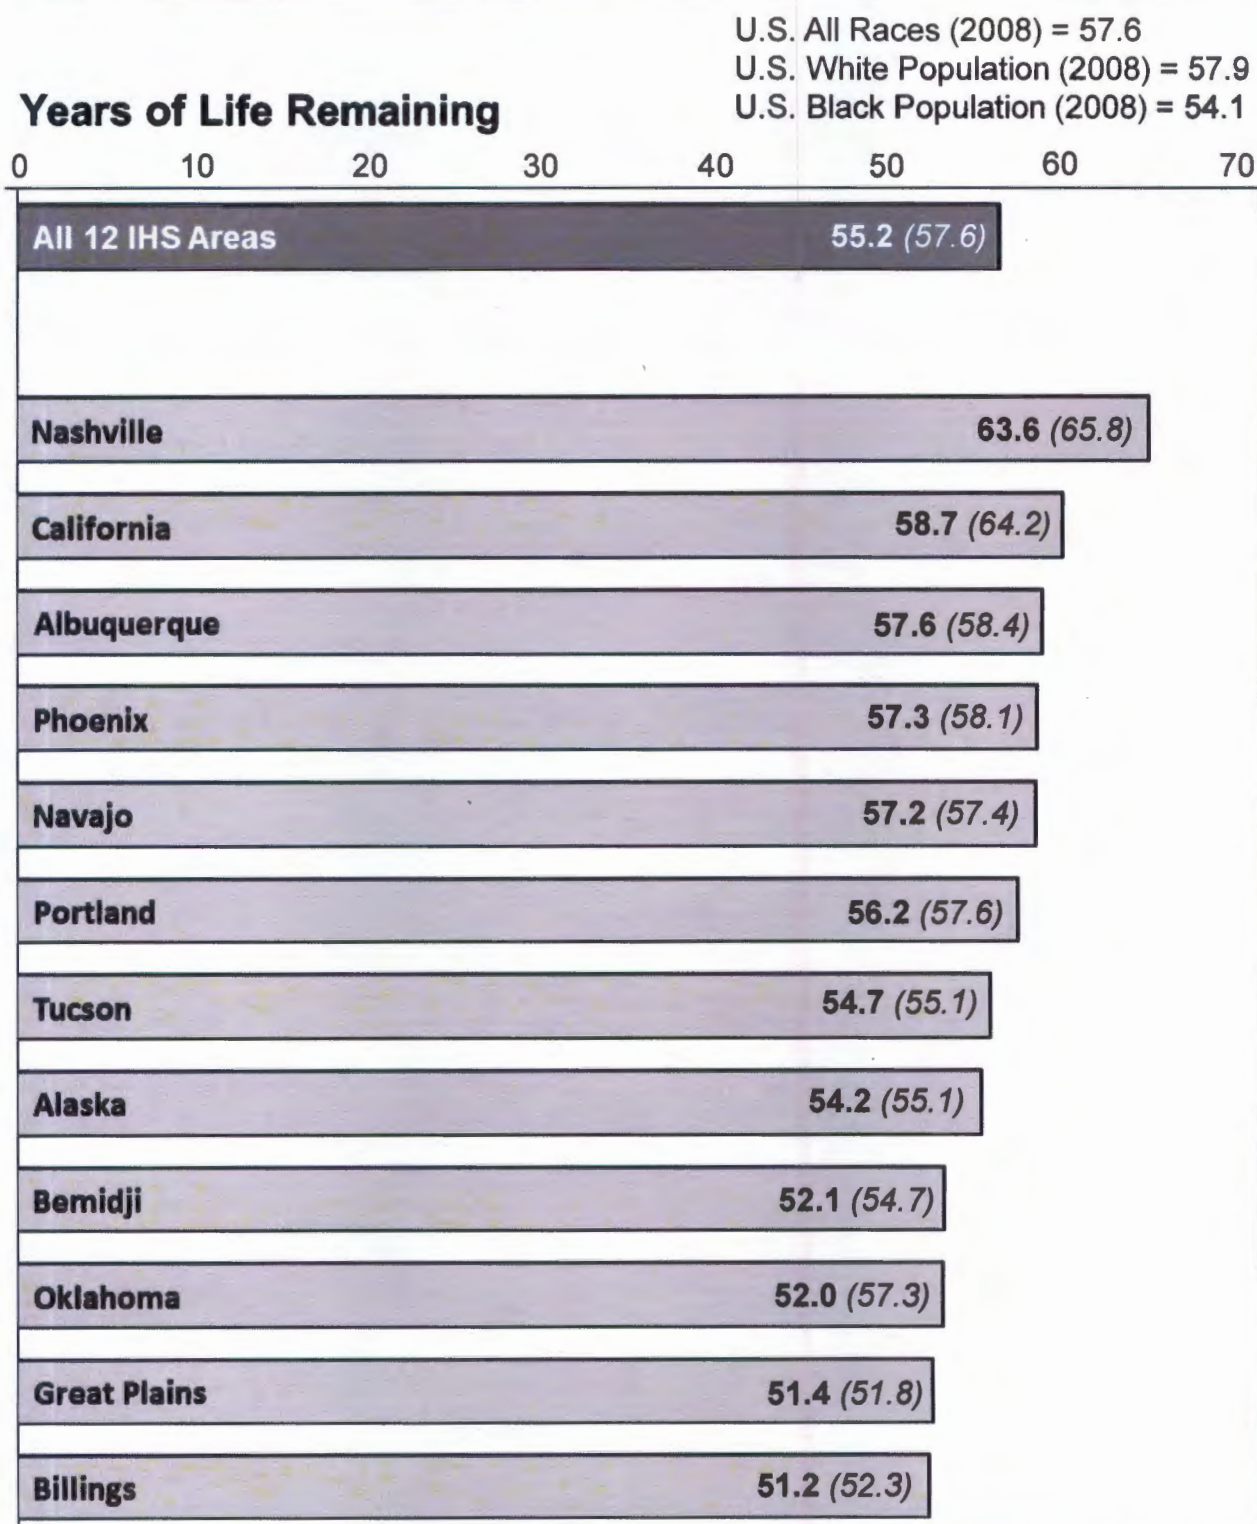 U.S. All Races (2008) = 57.6
U.S. White Population (2008) = 57.9
U.S. Black Population (2008) = 54.1
Years of Life Remaining
0 10 20 30 40 50 60 70
All 12 IHS Areas 55.2 (57.6)
Nashville 63.6 (65.8)
California 58.7 (64.2)
Albuquerque 57.6 (58.4)
Phoenix 57.3 (58.1)
Navajo 57.2 (57.4)
Portland 56.2 (57.6)
Tucson 54.7 (55.1)
Alaska 54.2 (55.1)
Bemidji 52.1 (54.7)
Oklahoma 52.0 (57.3)
Great Plains 51.4 (51.8)
Billings 51.2 (52.3)